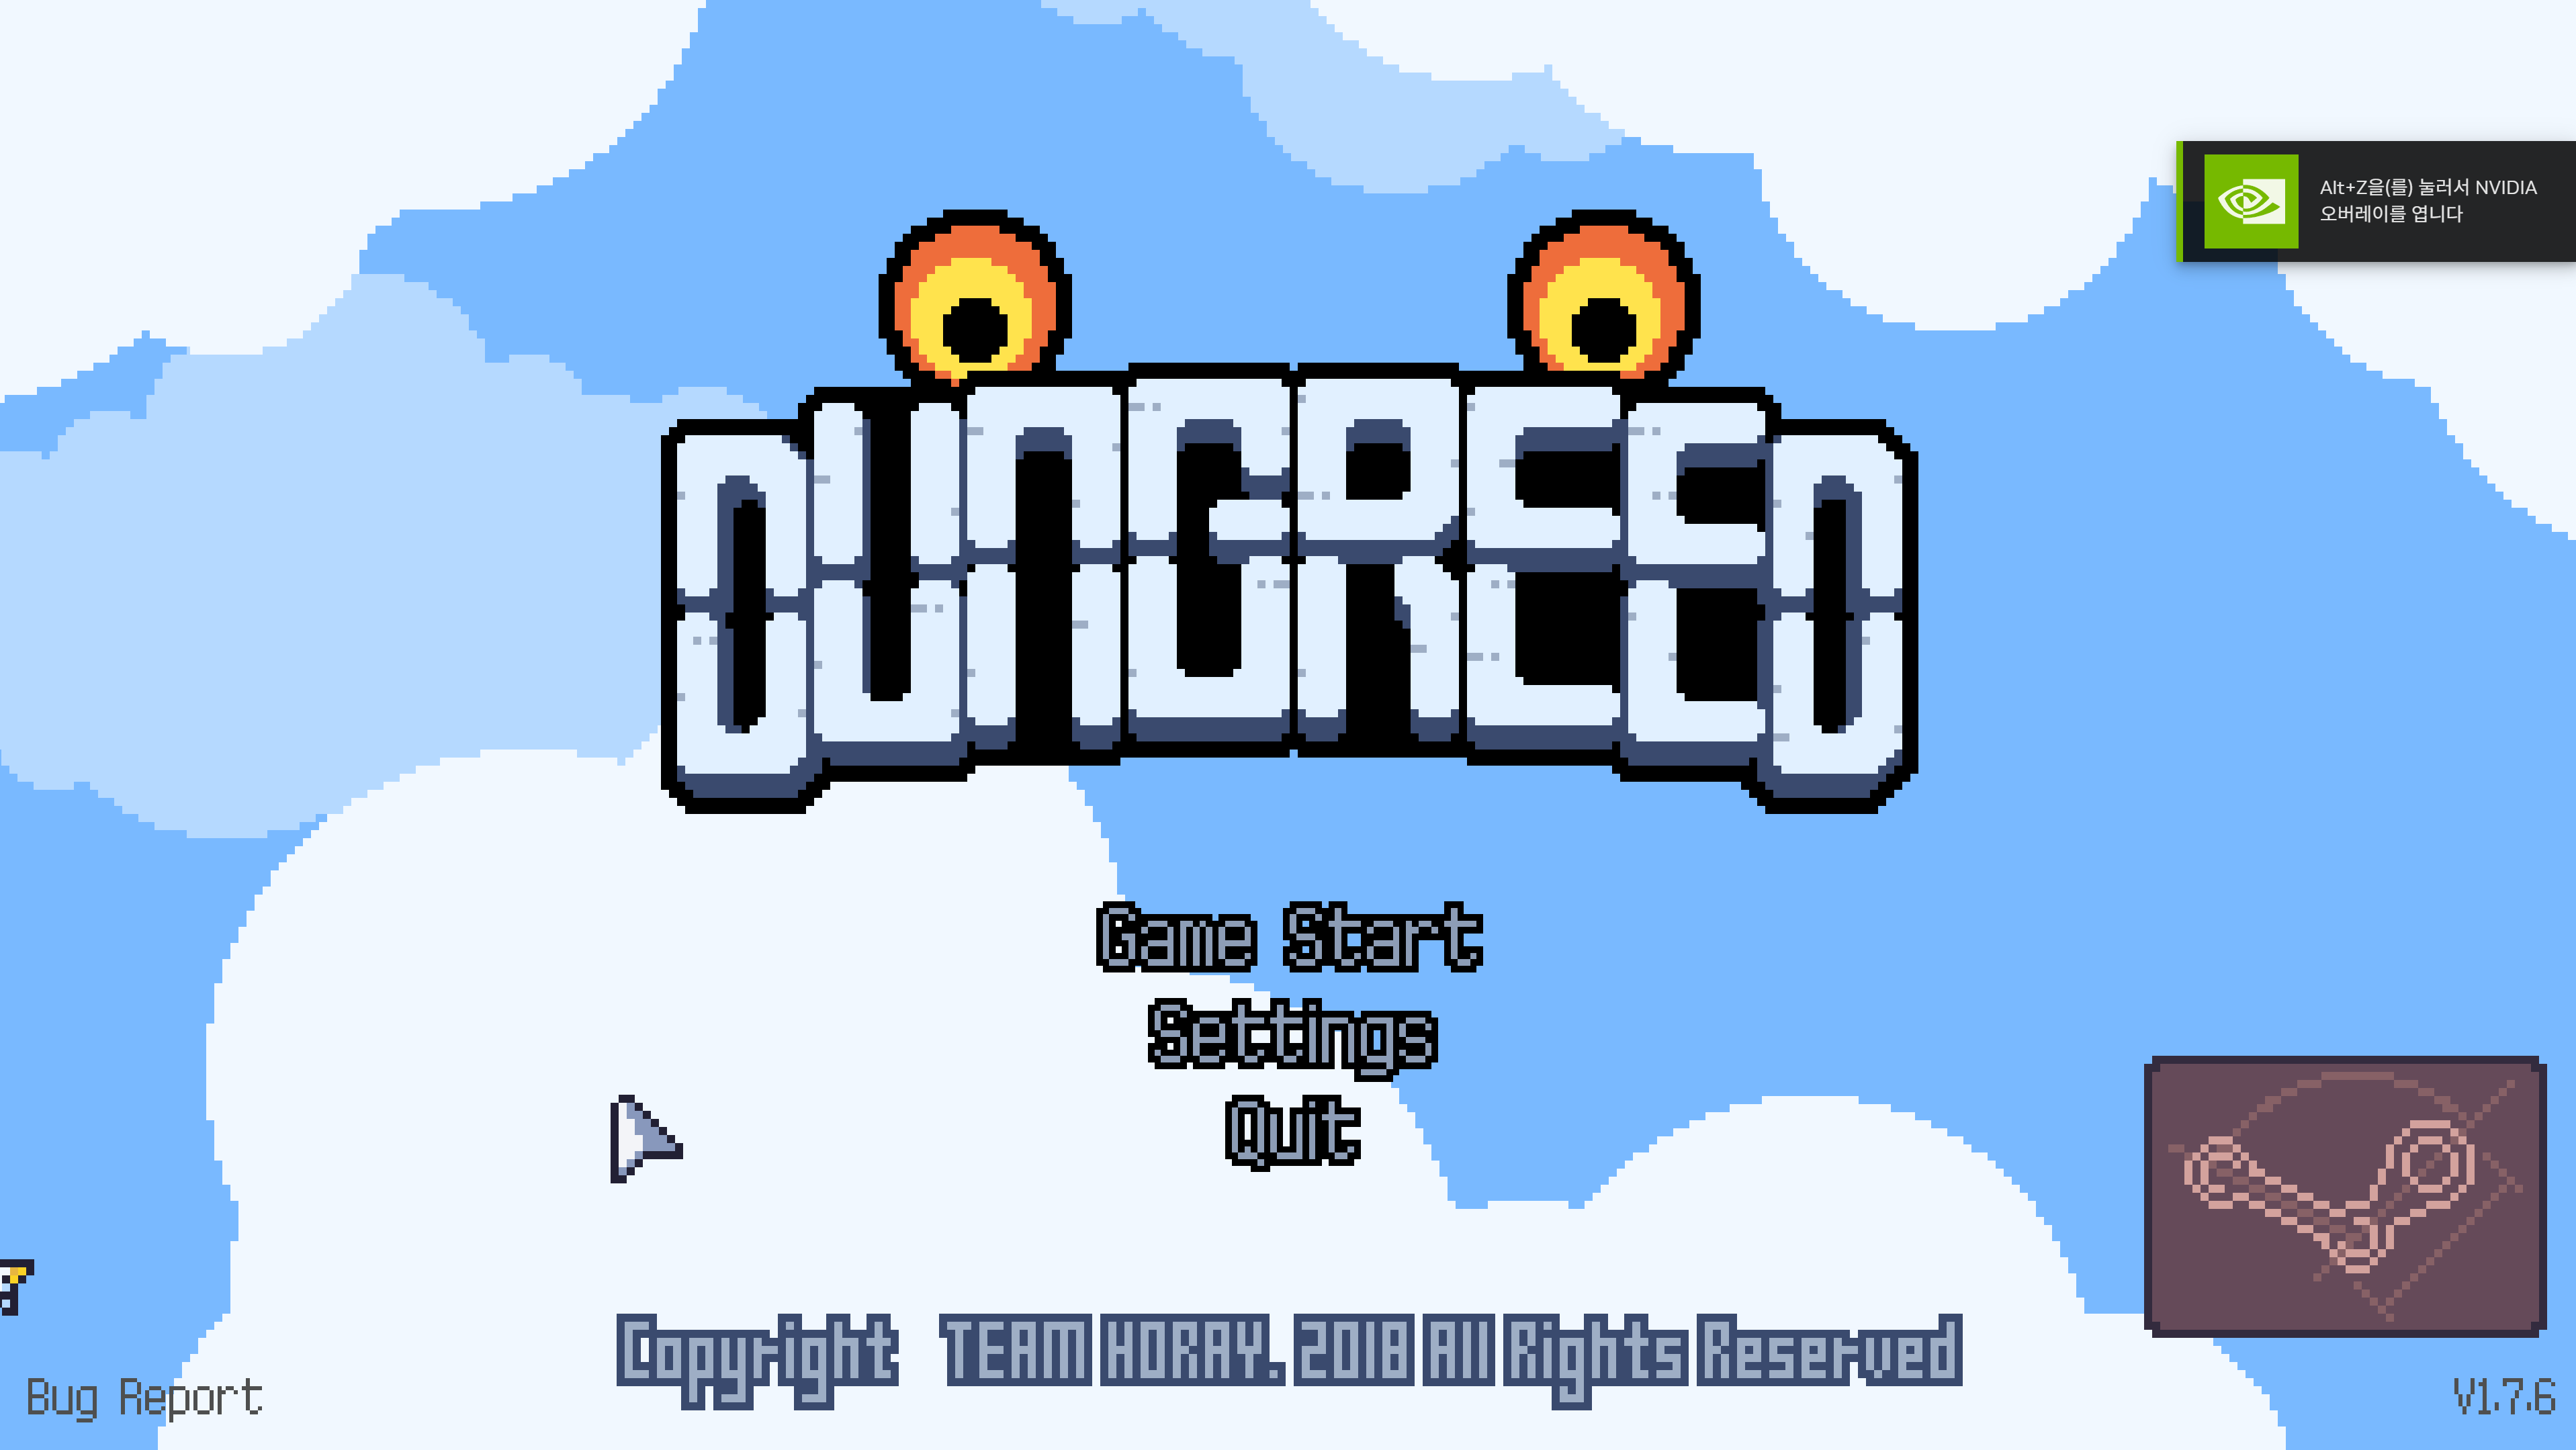 Alt+Z을(를) 눌러서 NVIDIA
오버레이를 엽니다
DUNGREED
Game Start
Settings
Quit
Copyright TEAM HORAY. 2018 All Rights Reserved
Bug Report
V1.7.6